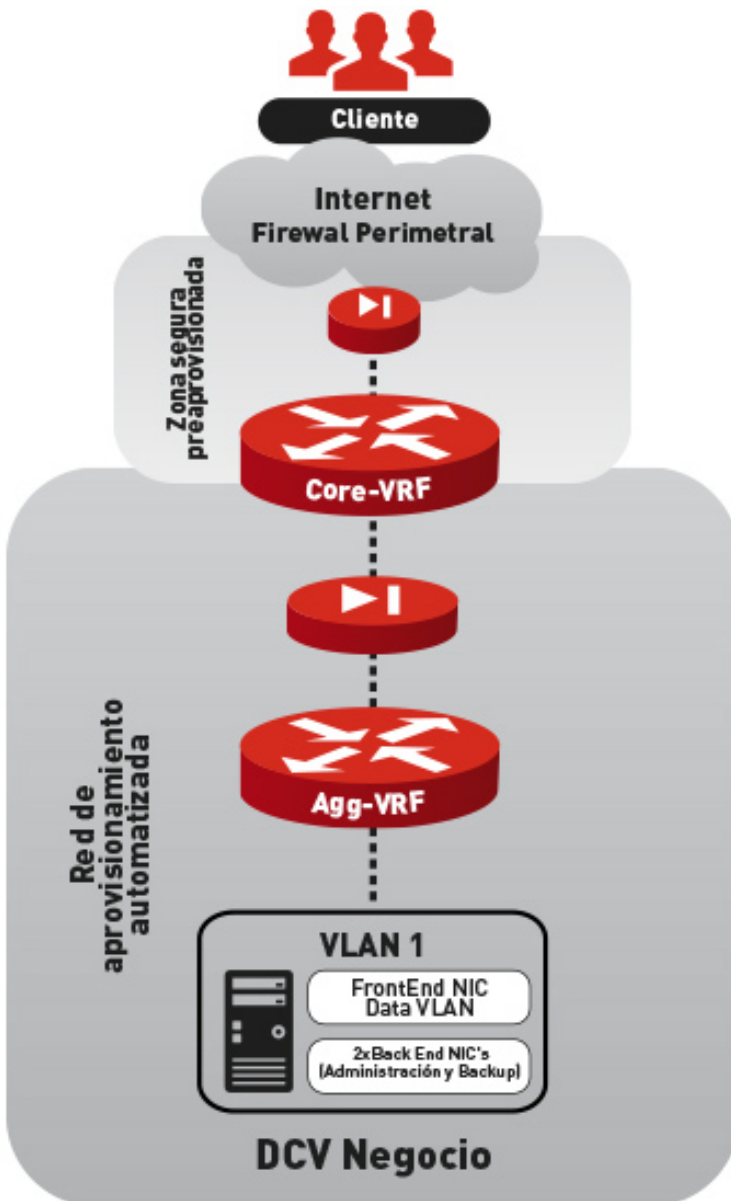 Cliente
Internet
Firewal Perimetral
Zona segura
preaprovisionada
Core-VRF
Agg-VRF
Red de
aprovisionamiento
automatizada
VLAN 1
FrontEnd NIC
Data VLAN
2xBack End NIC's
(Administración y Backup)
DCV Negocio